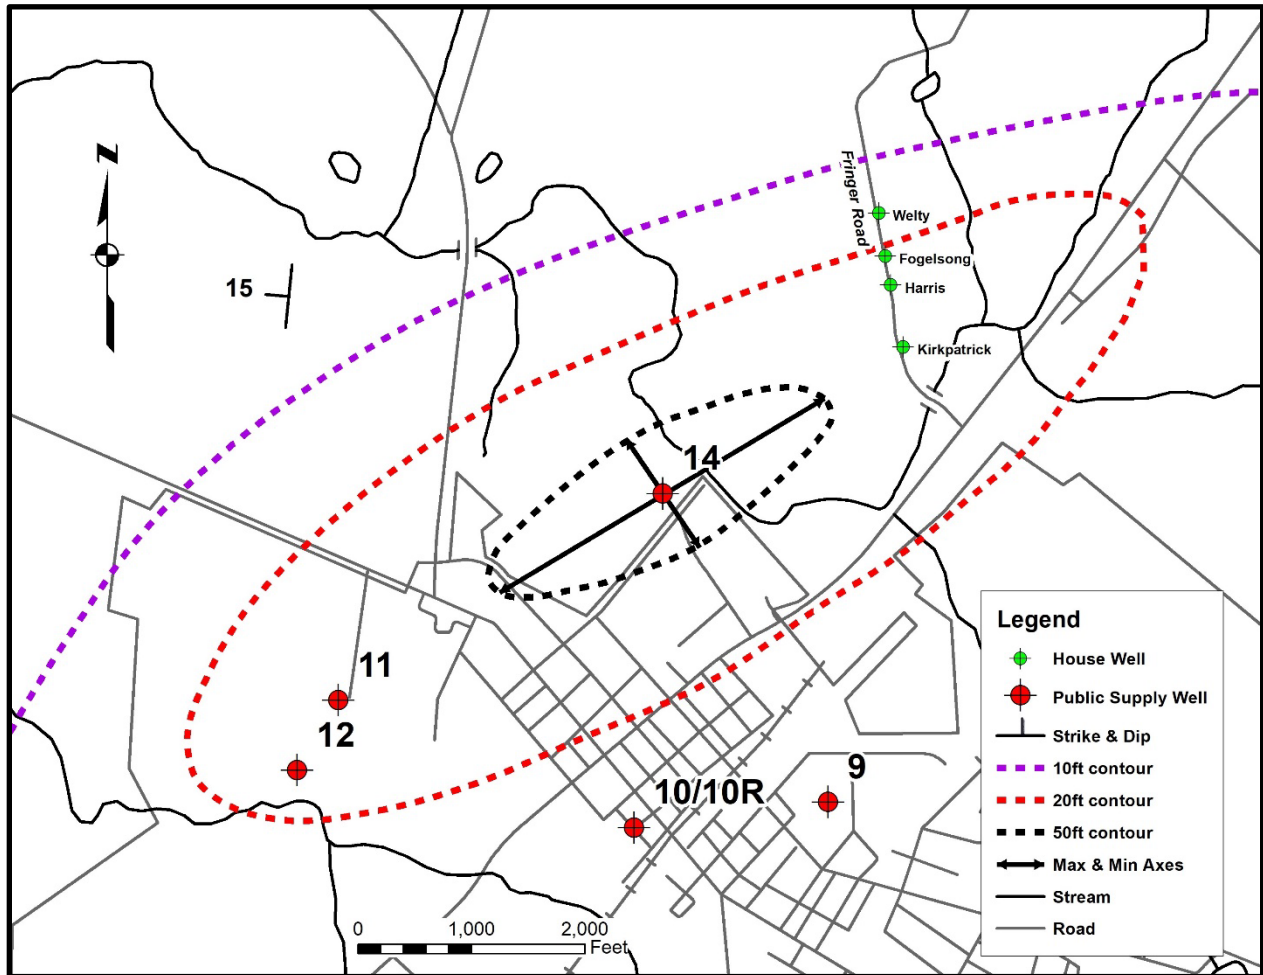 Z
Fringer Road
Welty
Fogelsong
Harris
Kirkpatrick
15
14
11
12
10/10R
9
Legend
House Well
Public Supply Well
Strike & Dip
10ft contour
20ft contour
50ft contour
Max & Min Axes
Stream
Road
0 1,000 2,000
Feet